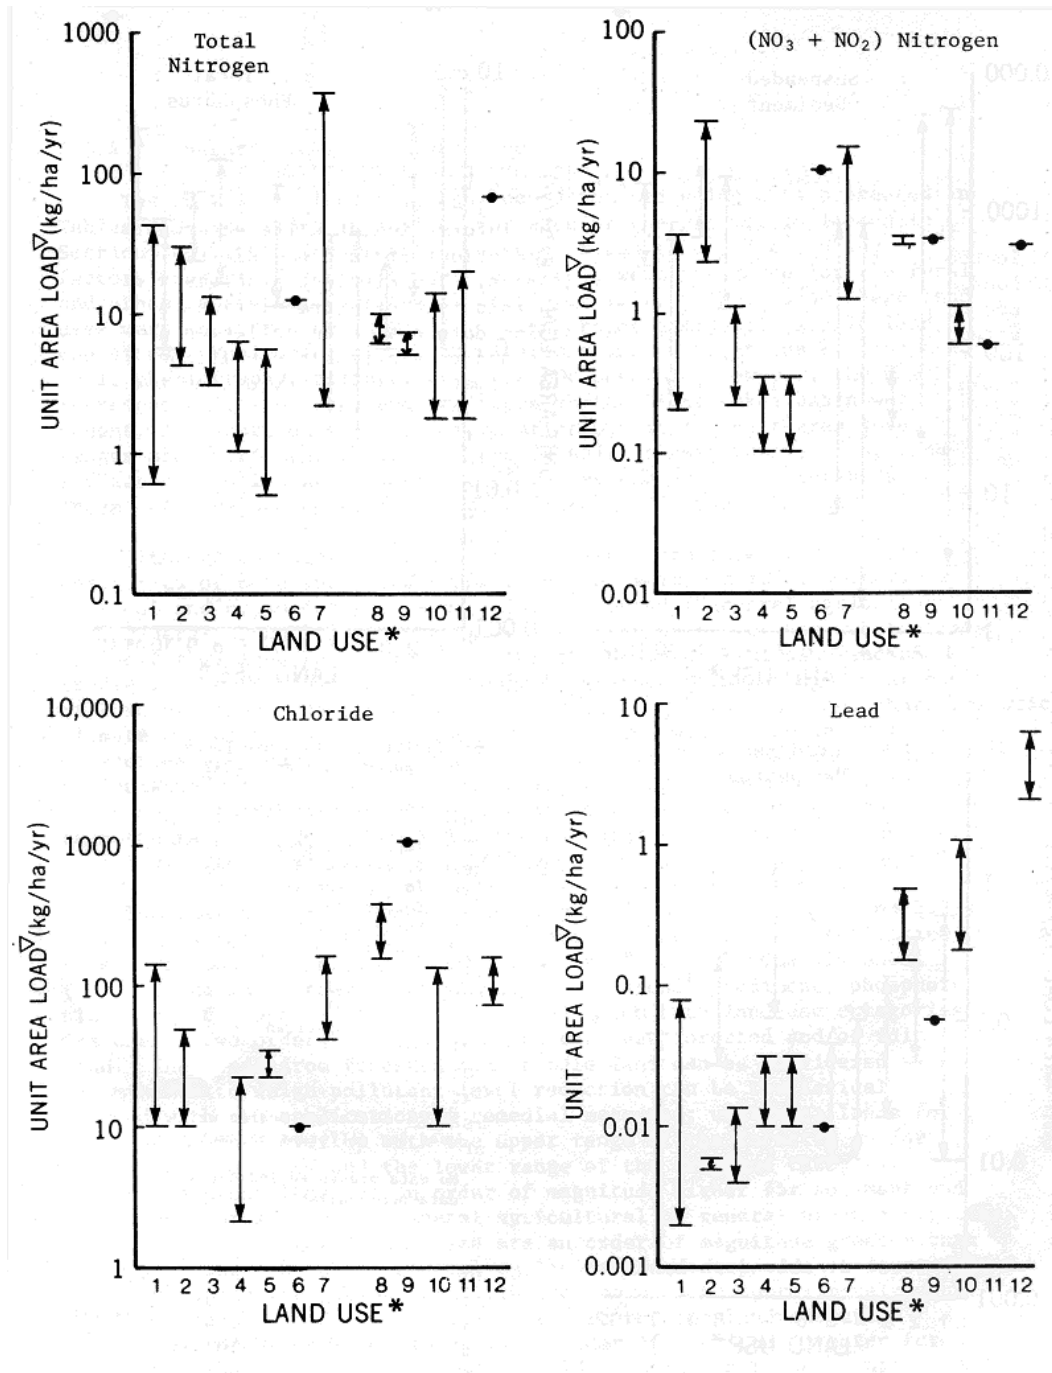 Total
Nitrogen
1000
100
10
1
0.1
UNIT AREA LOAD▽(kg/ha/yr)
1 2 3 4 5 6 7 8 9 10 11 12
LAND USE*
(NO3 + NO2) Nitrogen
100
10
1
0.1
0.01
UNIT AREA LOAD▽(kg/ha/yr)
1 2 3 4 5 6 7 8 9 10 11 12
LAND USE*
Chloride
10,000
1000
100
10
1
UNIT AREA LOAD▽(kg/ha/yr)
1 2 3 4 5 6 7 8 9 10 11 12
LAND USE*
Lead
10
1
0.1
0.01
0.001
UNIT AREA LOAD▽(kg/ha/yr)
1 2 3 4 5 6 7 8 9 10 11 12
LAND USE*